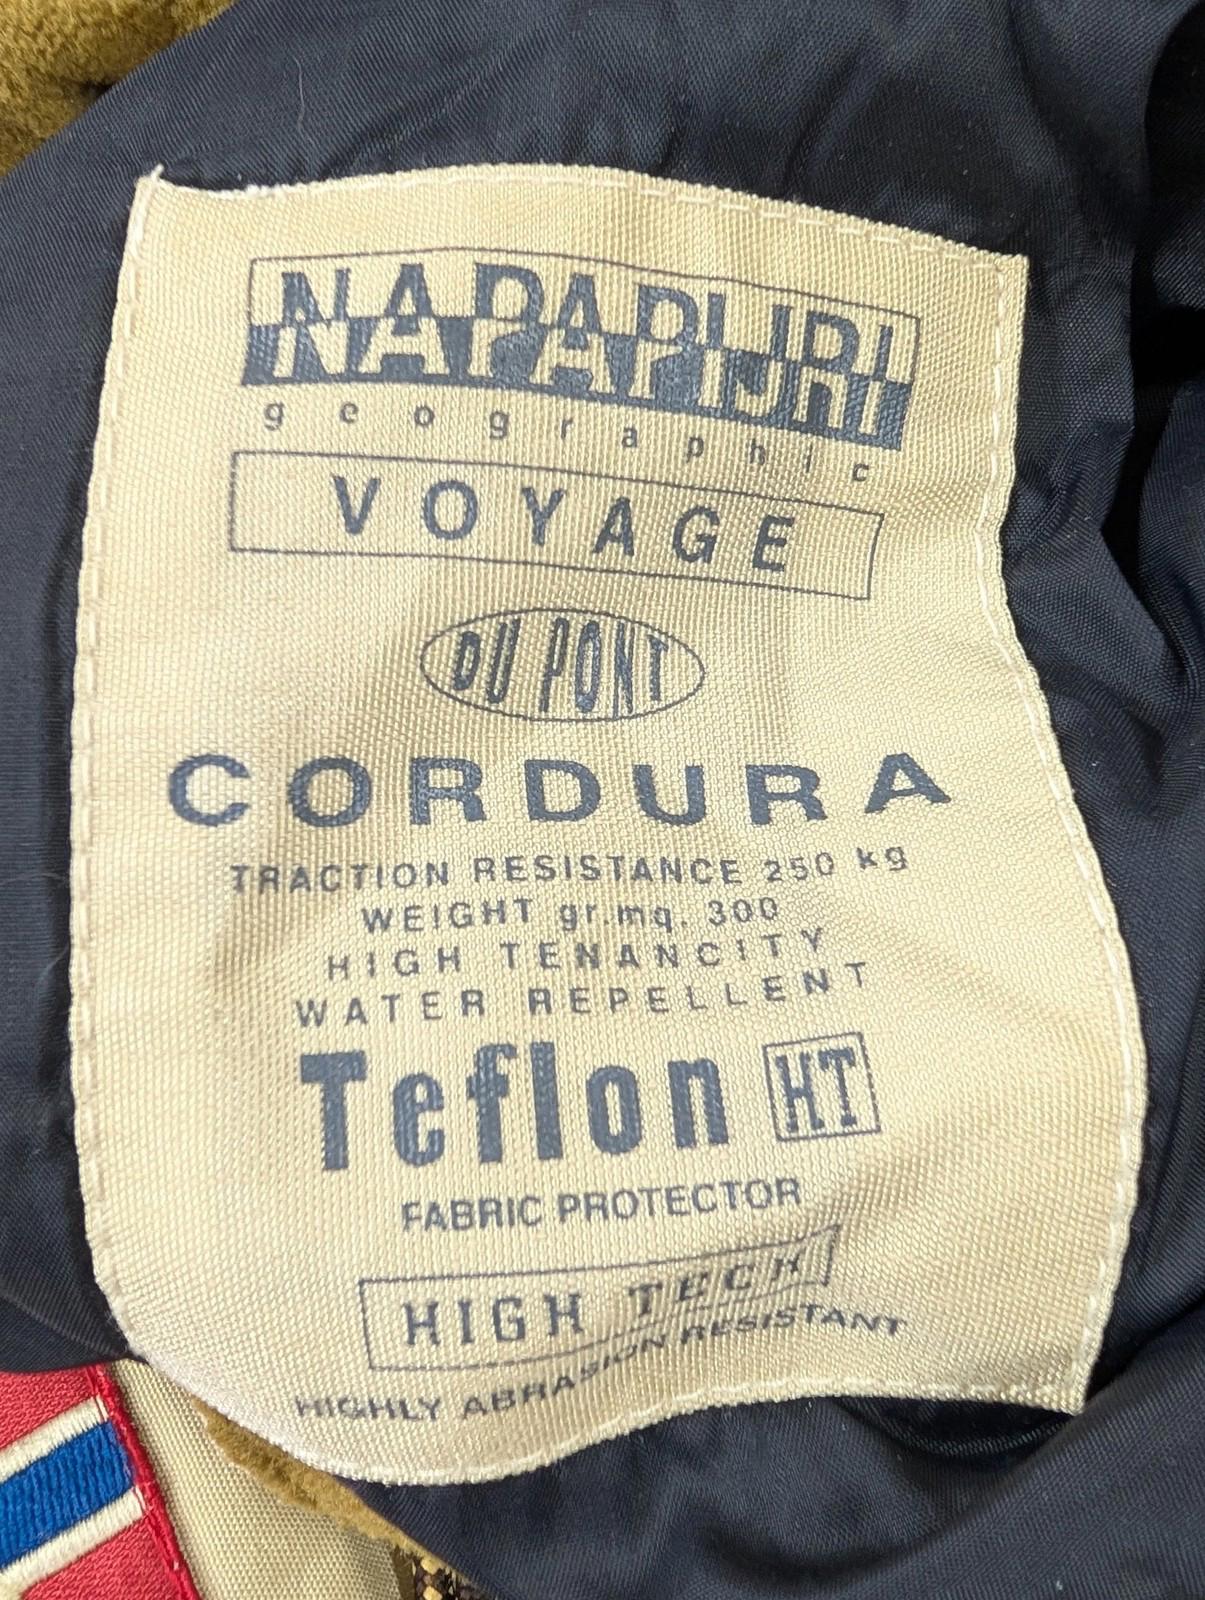 NAPAPIJRI
geographic
VOYAGE
DU PONT
CORDURA
TRACTION RESISTANCE 250 kg
WEIGHT gr.mq. 300
HIGH TENANCITY
WATER REPELLENT
Teflon HT
FABRIC PROTECTOR
HIGH TECH
HIGHLY ABRASION RESISTANT